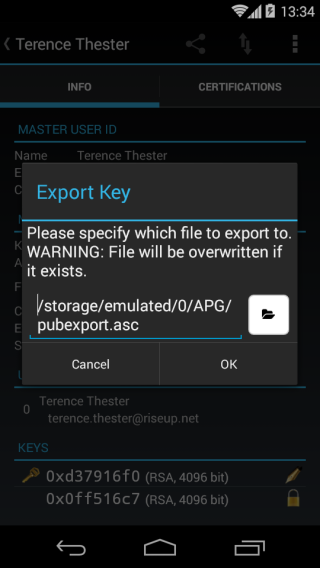 13:34
Terence Thester
INFO
CERTIFICATIONS
MASTER USER ID
Name Terence Thester
Export Key
Please specify which file to export to.
WARNING: File will be overwritten if
it exists.
/storage/emulated/0/APG/
pubexport.asc
Cancel
OK
0 Terence Thester
terence.thester@riseup.net
KEYS
0xd37916f0 (RSA, 4096 bit)
0x0ff516c7 (RSA, 4096 bit)